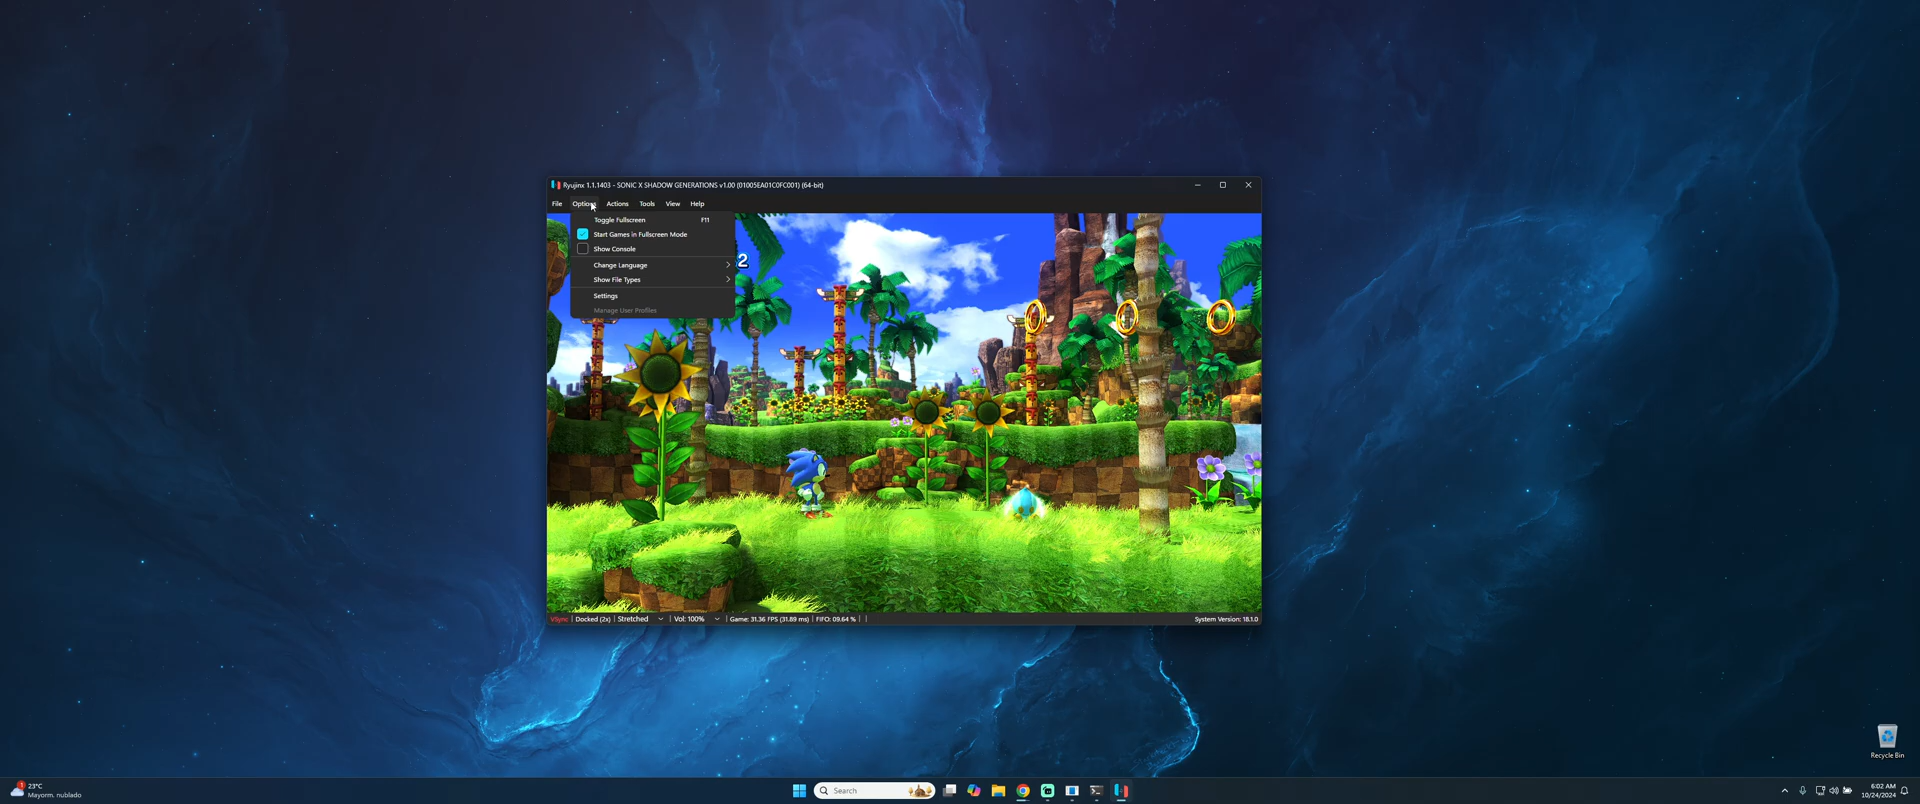 Ryujinx 1.1.1403 - SONIC X SHADOW GENERATIONS v1.00 (01005EA01C0FC001) (64-bit)
File Options Actions Tools View Help
Toggle Fullscreen F11
Start Games in Fullscreen Mode
Show Console
Change Language
Show File Types
Settings
Manage User Profiles
2
VSync | Docked (2x) | Stretched | Vol: 100% | Game: 31.36 FPS (31.89 ms) | FIFO: 09.64 % | |
System Version: 18.1.0
Recycle Bin
1
23°C
Mayorm. nublado
Search
6:02 AM
10/24/2024